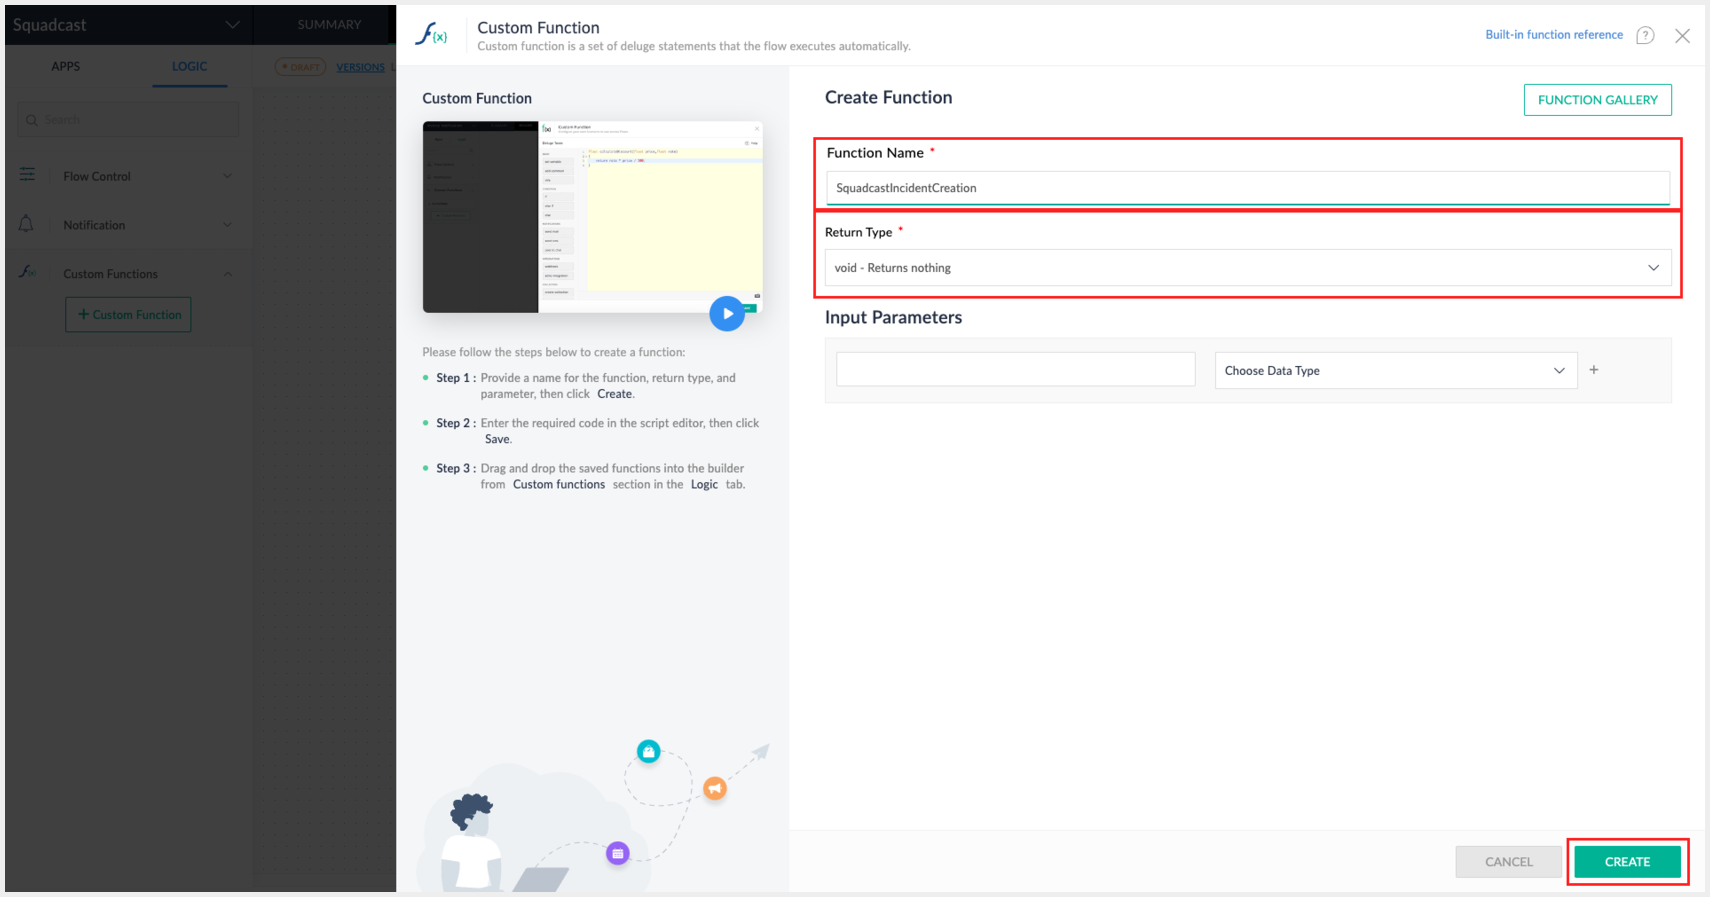 Squadcast
SUMMARY
APPS
LOGIC
DRAFT
VERSIONS
Search
Flow Control
Notification
Custom Functions
+ Custom Function
f{x}
Custom Function
Custom function is a set of deluge statements that the flow executes automatically.
Built-in function reference
?
Custom Function
Custom Function
Please follow the steps below to create a function:
Step 1 : Provide a name for the function, return type, and
parameter, then click Create.
Step 2 : Enter the required code in the script editor, then click
Save.
Step 3 : Drag and drop the saved functions into the builder
from Custom functions section in the Logic tab.
Create Function
FUNCTION GALLERY
Function Name *
SquadcastIncidentCreation
Return Type *
void - Returns nothing
Input Parameters
Choose Data Type
+
CANCEL
CREATE